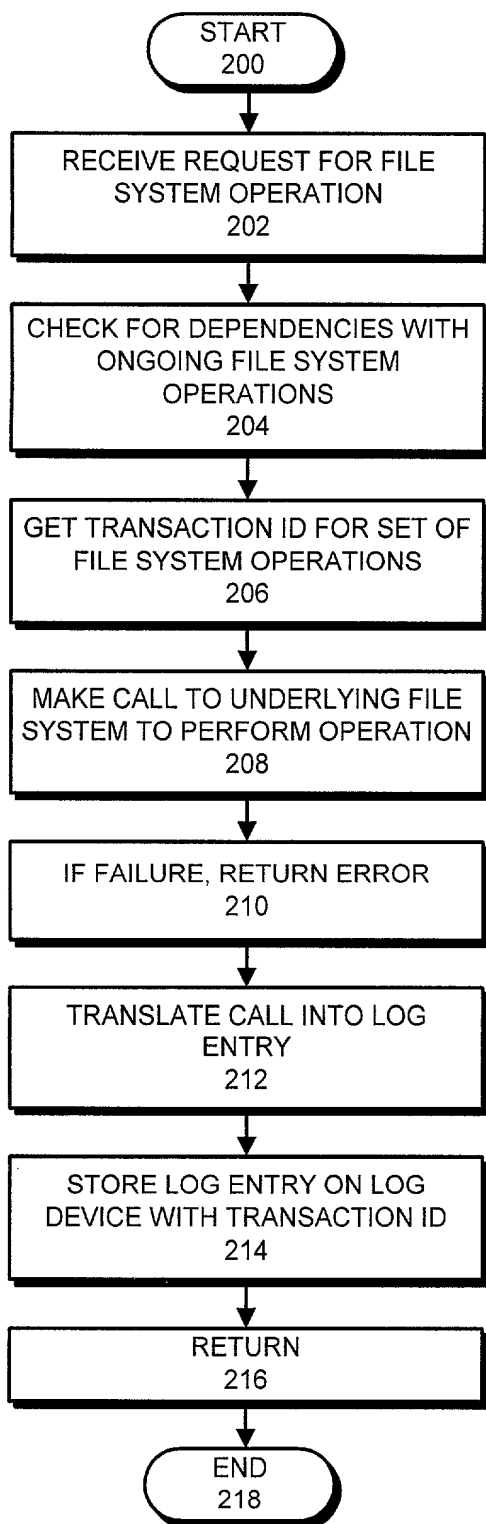 START
200
RECEIVE REQUEST FOR FILE
SYSTEM OPERATION
202
CHECK FOR DEPENDENCIES WITH
ONGOING FILE SYSTEM
OPERATIONS
204
GET TRANSACTION ID FOR SET OF
FILE SYSTEM OPERATIONS
206
MAKE CALL TO UNDERLYING FILE
SYSTEM TO PERFORM OPERATION
208
IF FAILURE, RETURN ERROR
210
TRANSLATE CALL INTO LOG
ENTRY
212
STORE LOG ENTRY ON LOG
DEVICE WITH TRANSACTION ID
214
RETURN
216
END
218